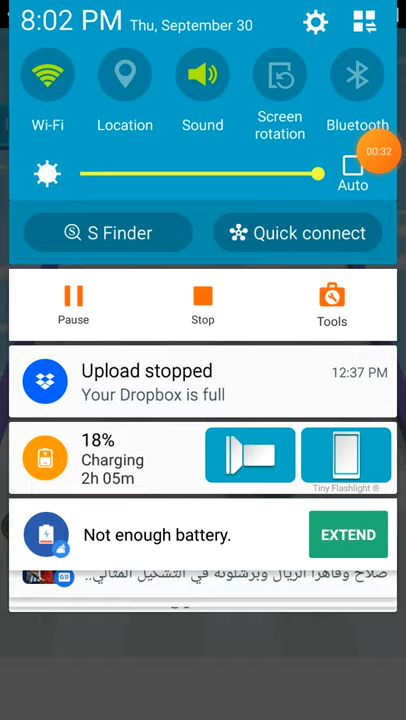 8:02 PM Thu, September 30
Wi-Fi
Location
Sound
Screen
rotation
Bluetooth
00:32
Auto
S Finder
Quick connect
Pause
Stop
Tools
Upload stopped
12:37 PM
Your Dropbox is full
18%
Charging
2h 05m
Tiny Flashlight ®
Not enough battery.
EXTEND
صلاح وقاهرا الريال وبرشلونة في التشكيل المثالي..